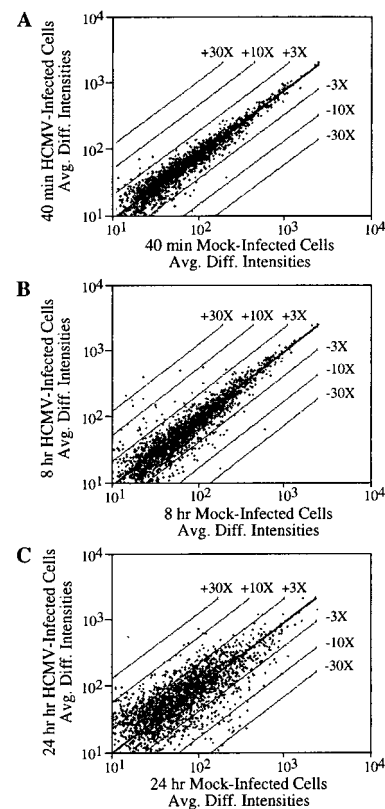 A
10⁴
+30X +10X +3X
10³
-3X
-10X
10²
-30X
10¹
40 min HCMV-Infected Cells
Avg. Diff. Intensities
10¹ 10² 10³ 10⁴
40 min Mock-Infected Cells
Avg. Diff. Intensities
B
10⁴
+30X +10X +3X
10³
-3X
-10X
10²
-30X
10¹
8 hr HCMV-Infected Cells
Avg. Diff. Intensities
10¹ 10² 10³ 10⁴
8 hr Mock-Infected Cells
Avg. Diff. Intensities
C
10⁴
+30X +10X +3X
10³
-3X
-10X
10²
-30X
10¹
24 hr hr HCMV-Infected Cells
Avg. Diff. Intensities
10¹ 10² 10³ 10⁴
24 hr Mock-Infected Cells
Avg. Diff. Intensities